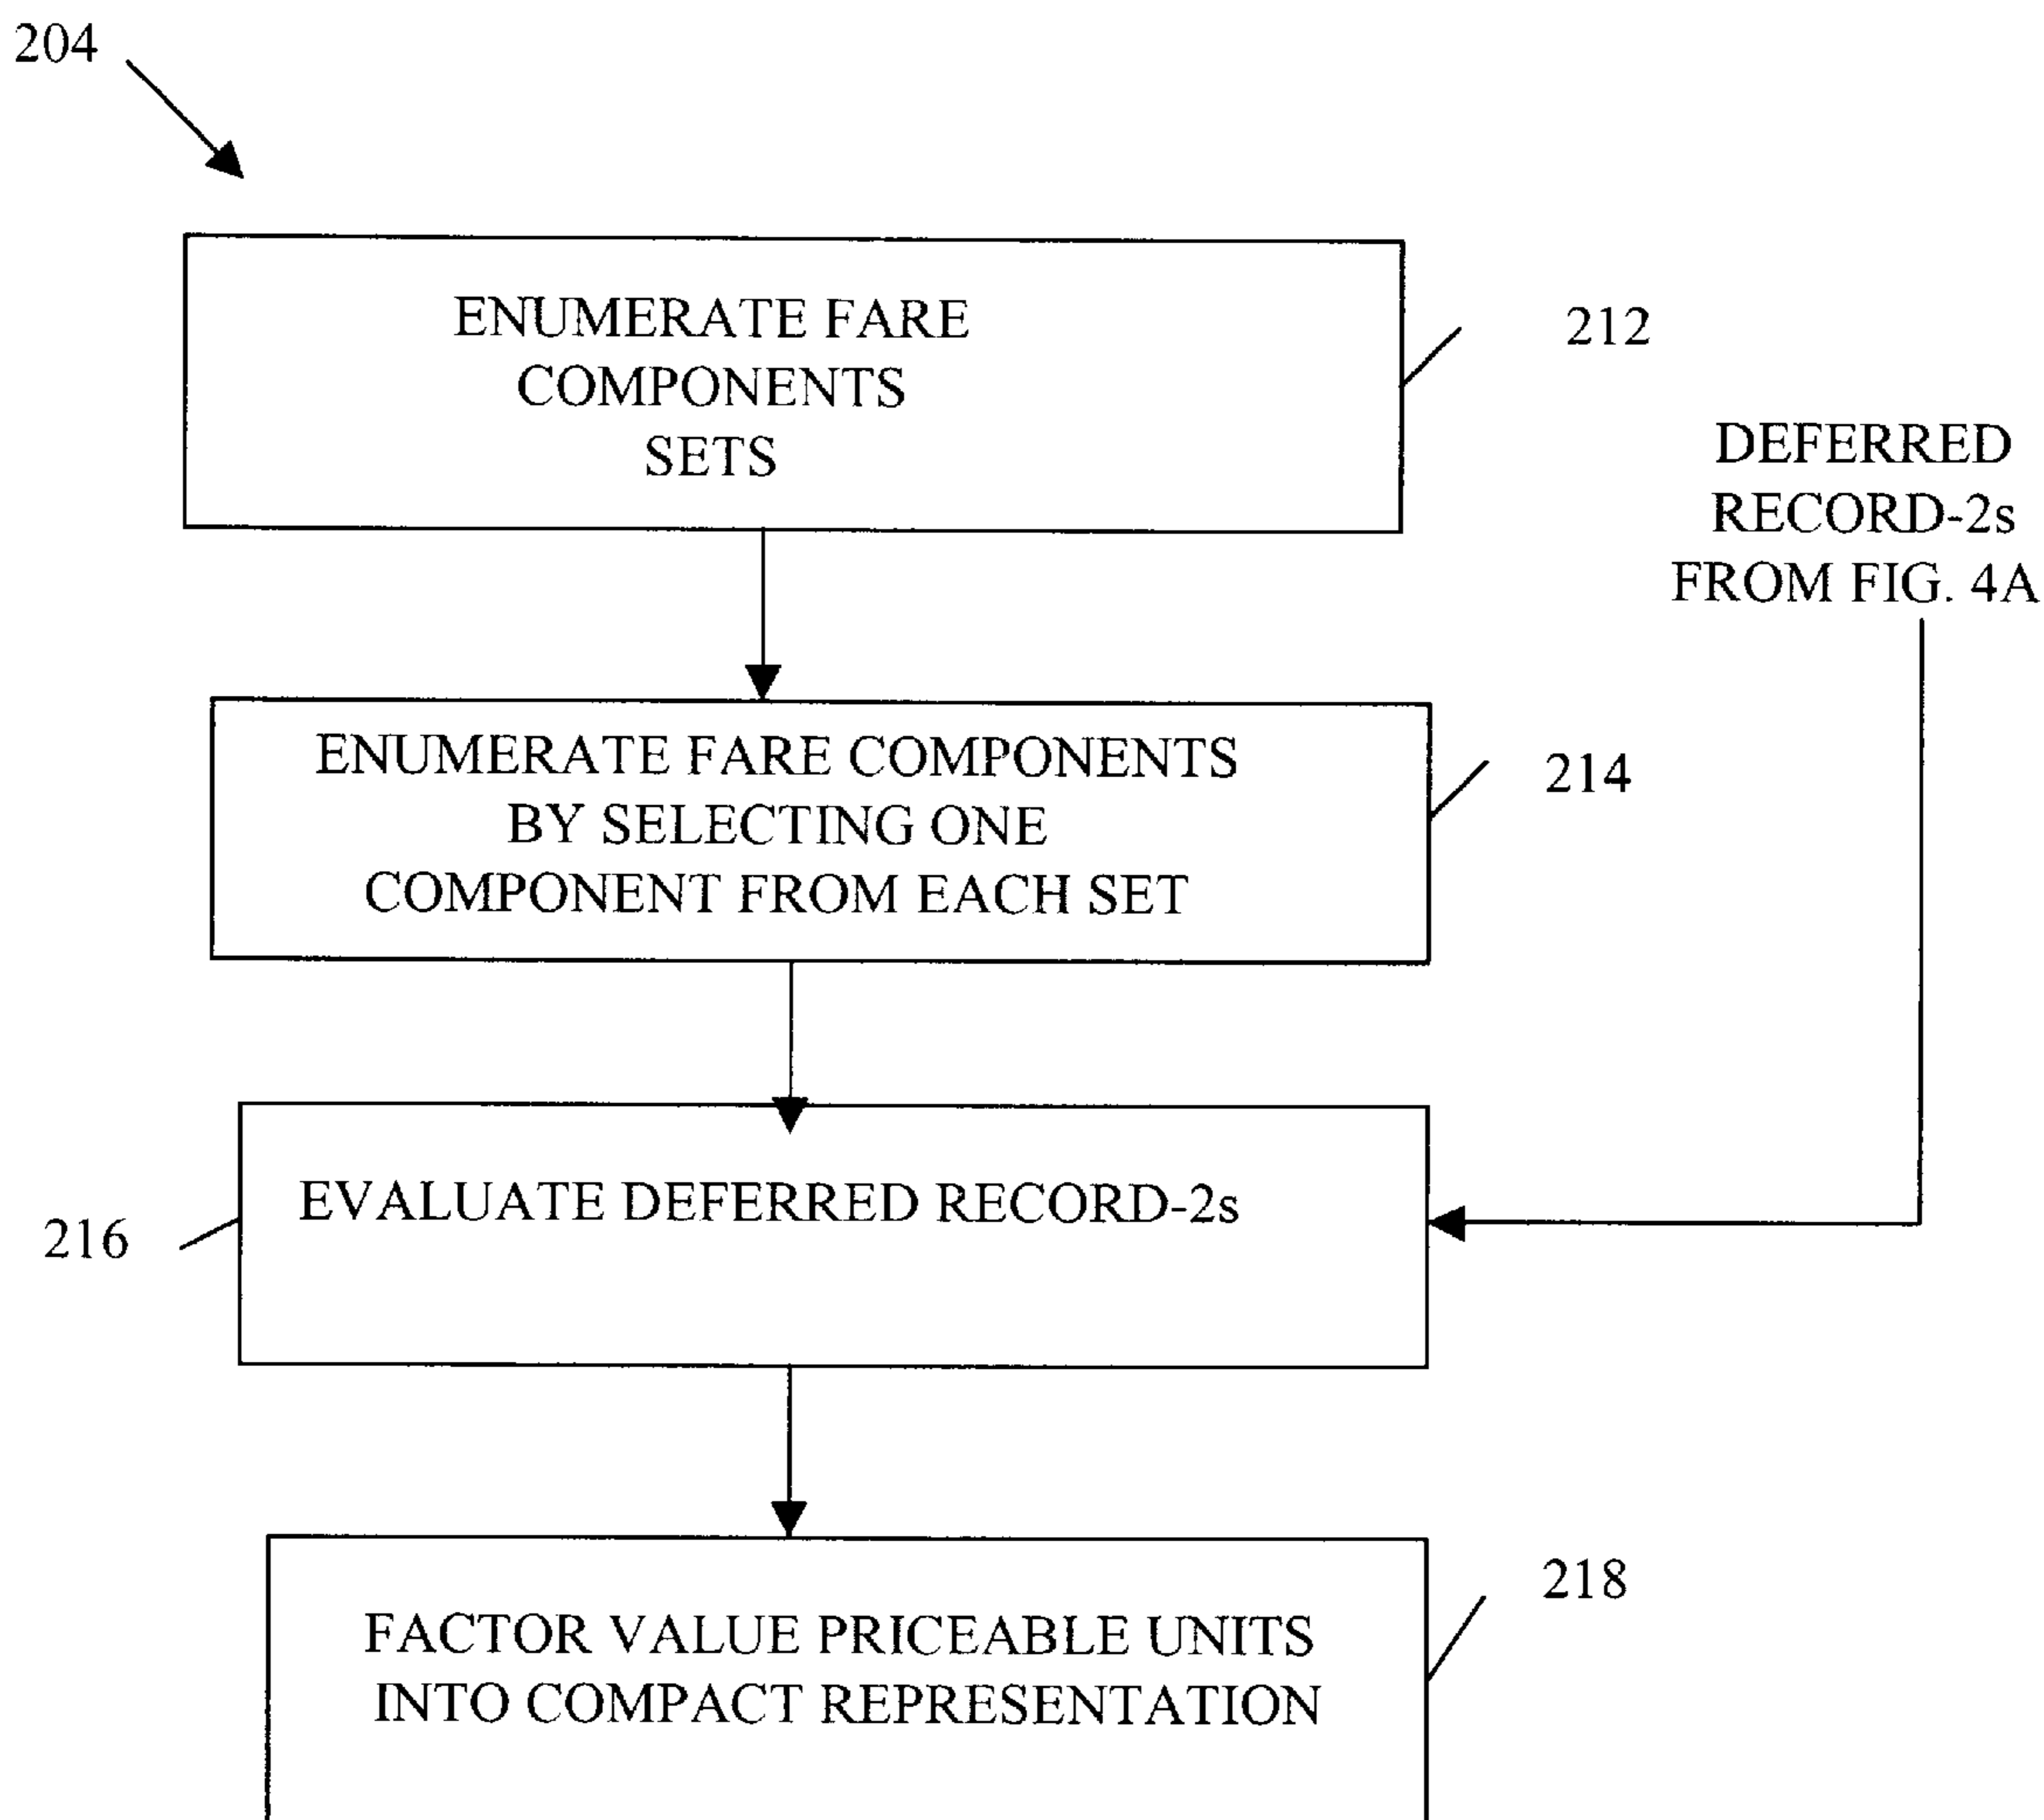 204
ENUMERATE FARE
COMPONENTS
SETS
212
DEFERRED
RECORD-2s
FROM FIG. 4A
ENUMERATE FARE COMPONENTS
BY SELECTING ONE
COMPONENT FROM EACH SET
214
EVALUATE DEFERRED RECORD-2s
216
FACTOR VALUE PRICEABLE UNITS
INTO COMPACT REPRESENTATION
218